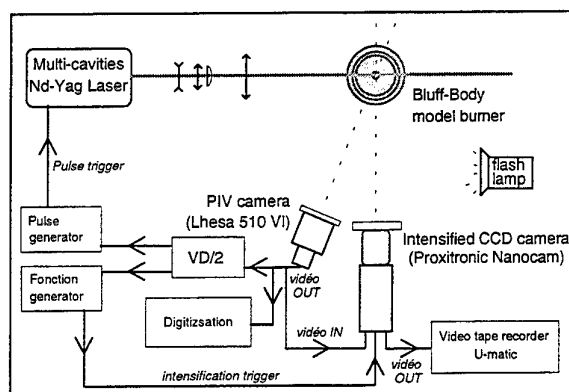 Multi-cavities
Nd-Yag Laser
Bluff-Body
model burner
Pulse trigger
flash
lamp
PIV camera
(Lhesa 510 VI)
Pulse
generator
VD/2
Intensified CCD camera
(Proxitronic Nanocam)
Fonction
generator
vidéo
OUT
Digitizsation
vidéo IN
Video tape recorder
U-matic
vidéo
OUT
intensification trigger